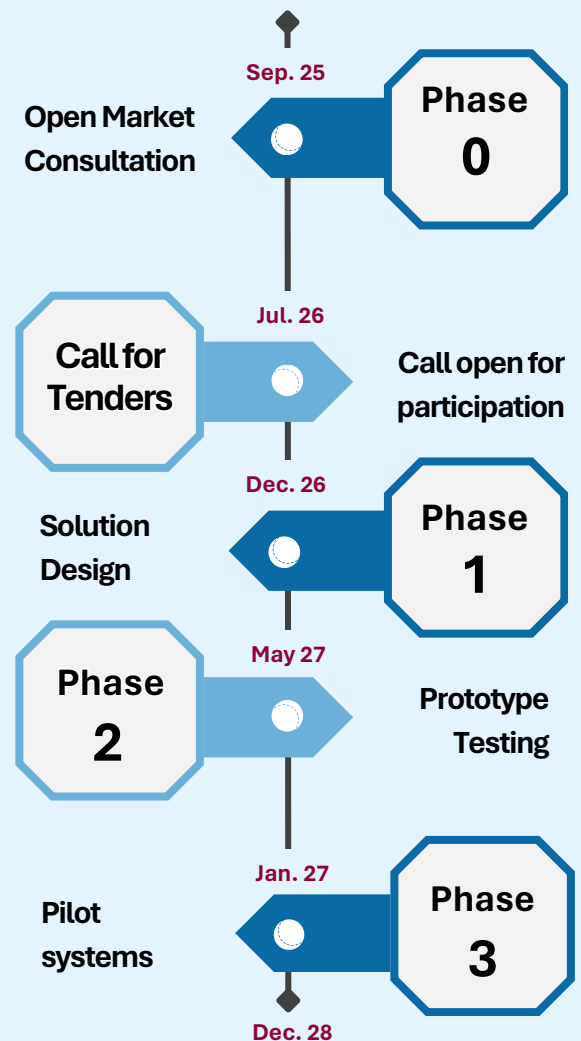 Sep. 25
Open Market
Consultation
Phase
0
Jul. 26
Call for
Tenders
Call open for
participation
Dec. 26
Solution
Design
Phase
1
May 27
Phase
2
Prototype
Testing
Jan. 27
Pilot
systems
Phase
3
Dec. 28